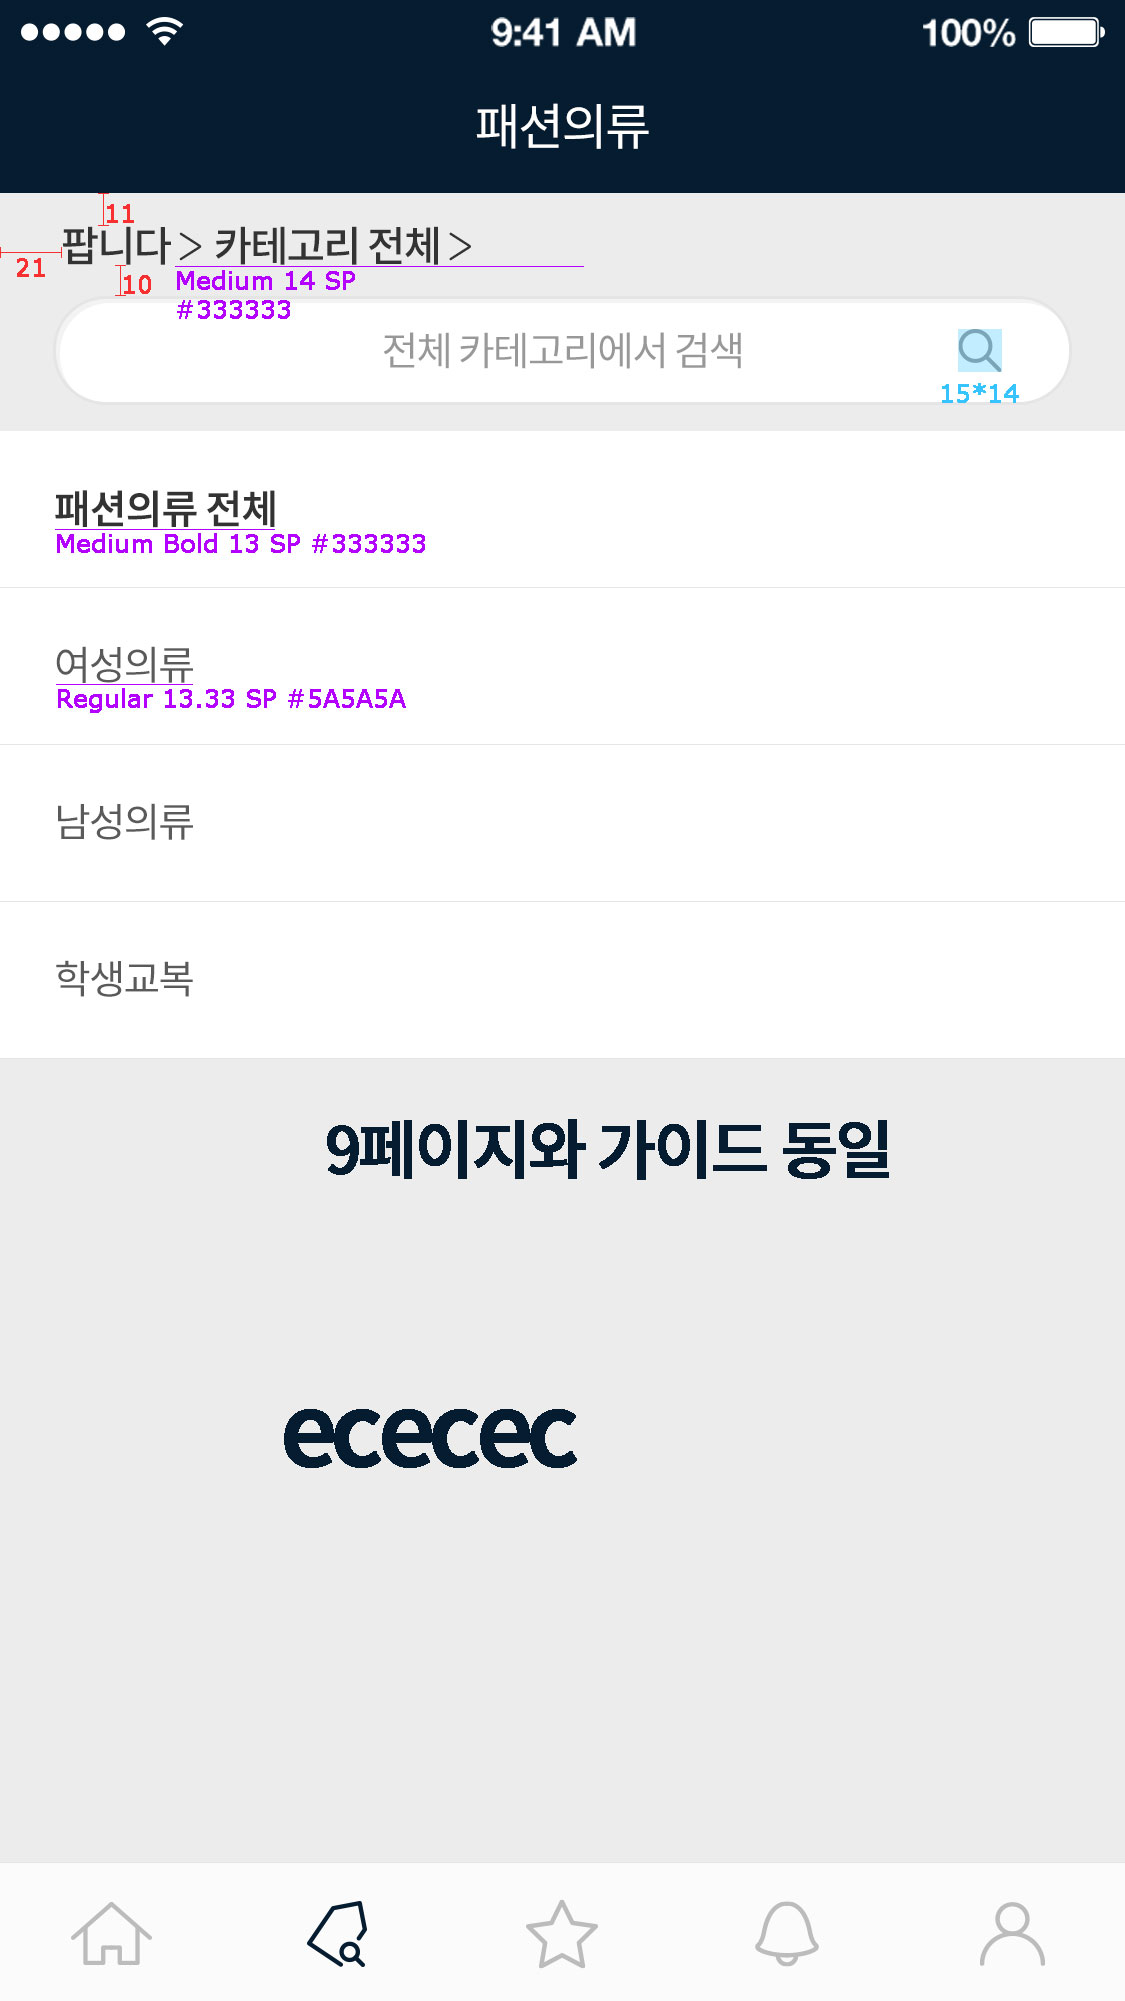 9:41 AM 100%
패션의류
11
팝니다 > 카테고리 전체 >
21
10
Medium 14 SP
#333333
전체 카테고리에서 검색
15*14
패션의류 전체
Medium Bold 13 SP #333333
여성의류
Regular 13.33 SP #5A5A5A
남성의류
학생교복
9페이지와 가이드 동일
ececec